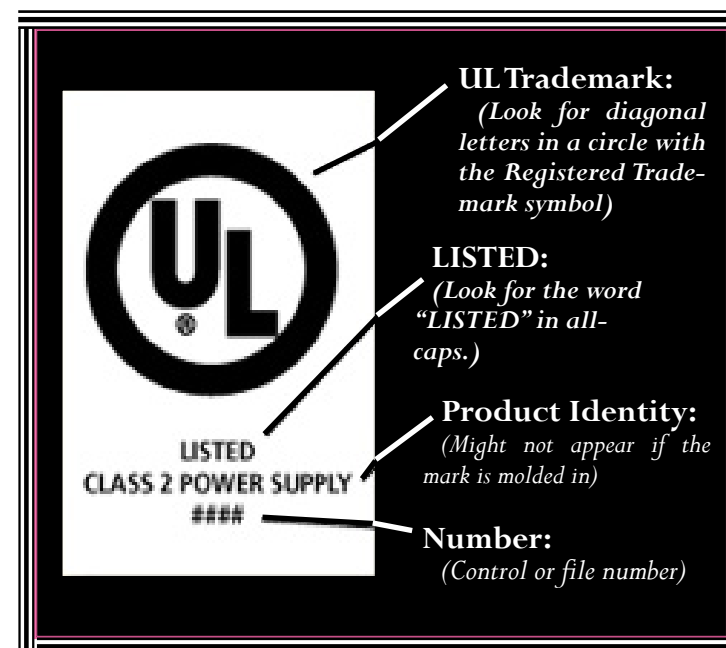 UL Trademark:
(Look for diagonal
letters in a circle with
the Registered Trade-
mark symbol)
LISTED:
(Look for the word
“LISTED” in all-
caps.)
Product Identity:
(Might not appear if the
mark is molded in)
Number:
(Control or file number)
UL
®
LISTED
CLASS 2 POWER SUPPLY
####